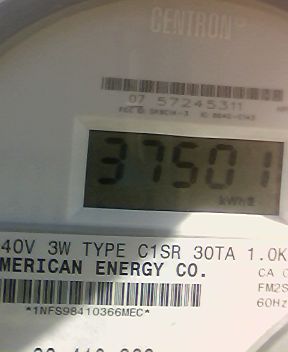 CENTRON
07 57245311
37501
kWh
40V 3W TYPE C1SR 30TA 1.0K
MERICAN ENERGY CO.
CA 0
FM2S
60Hz
*1NFS98410366MEC*